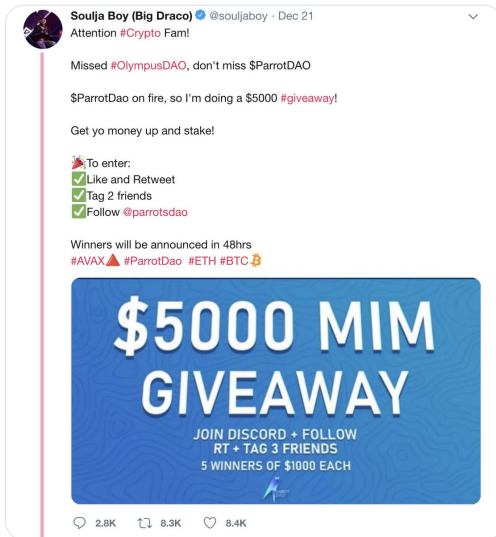 Soulja Boy (Big Draco) @souljaboy · Dec 21
Attention #Crypto Fam!
Missed #OlympusDAO, don't miss $ParrotDAO
$ParrotDao on fire, so I'm doing a $5000 #giveaway!
Get yo money up and stake!
🎉To enter:
✅Like and Retweet
✅Tag 2 friends
✅Follow @parrotsdao
Winners will be announced in 48hrs
#AVAX🔺 #ParrotDao #ETH #BTC
$5000 MIM
GIVEAWAY
JOIN DISCORD + FOLLOW
RT + TAG 3 FRIENDS
5 WINNERS OF $1000 EACH
2.8K 8.3K 8.4K